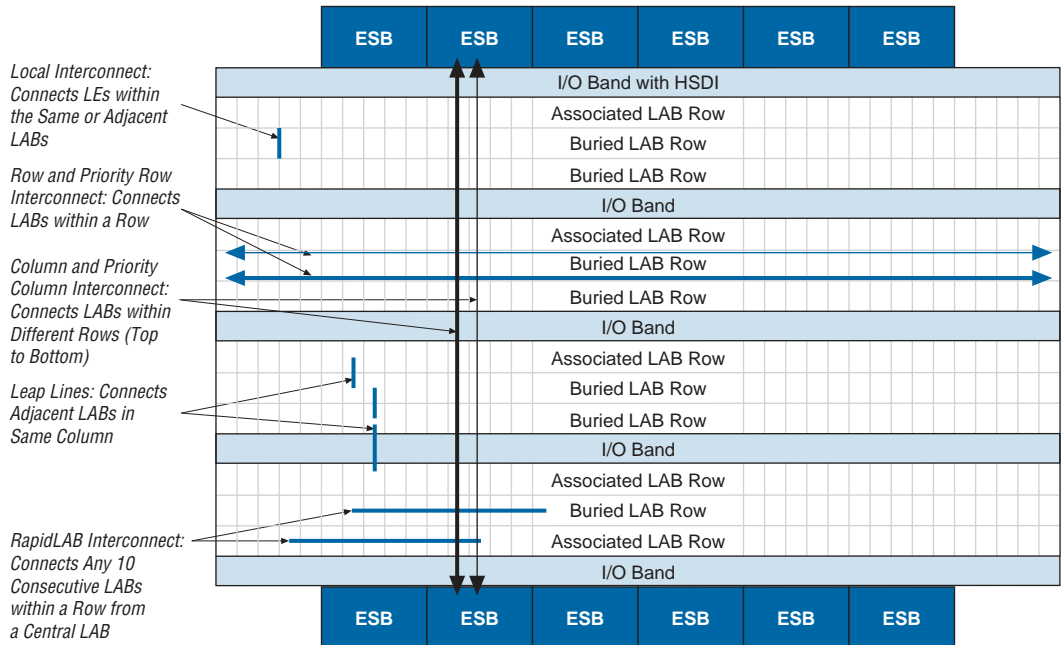 ESB ESB ESB ESB ESB ESB
I/O Band with HSDI
Local Interconnect:
Connects LEs within
the Same or Adjacent
LABs
Associated LAB Row
Buried LAB Row
Buried LAB Row
I/O Band
Row and Priority Row
Interconnect: Connects
LABs within a Row
Associated LAB Row
Buried LAB Row
Buried LAB Row
Column and Priority
Column Interconnect:
Connects LABs within
Different Rows (Top
to Bottom)
I/O Band
Associated LAB Row
Buried LAB Row
Buried LAB Row
Leap Lines: Connects
Adjacent LABs in
Same Column
I/O Band
Associated LAB Row
Buried LAB Row
Associated LAB Row
RapidLAB Interconnect:
Connects Any 10
Consecutive LABs
within a Row from
a Central LAB
I/O Band
ESB ESB ESB ESB ESB ESB